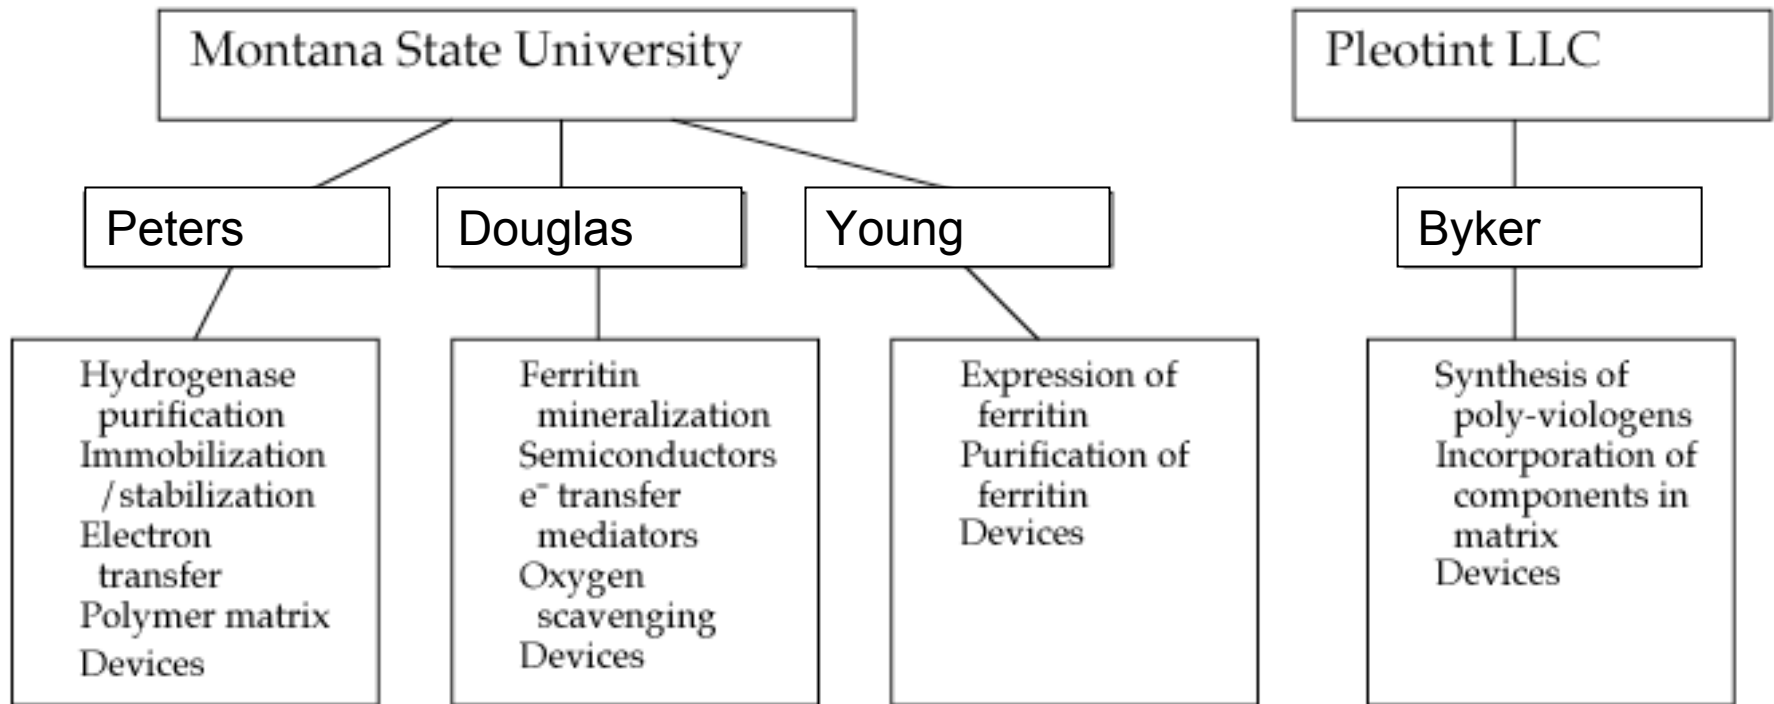 Montana State University
Pleotint LLC
Peters
Douglas
Young
Byker
Hydrogenase
purification
Immobilization
/stabilization
Electron
transfer
Polymer matrix
Devices
Ferritin
mineralization
Semiconductors
e⁻ transfer
mediators
Oxygen
scavenging
Devices
Expression of
ferritin
Purification of
ferritin
Devices
Synthesis of
poly-viologens
Incorporation of
components in
matrix
Devices